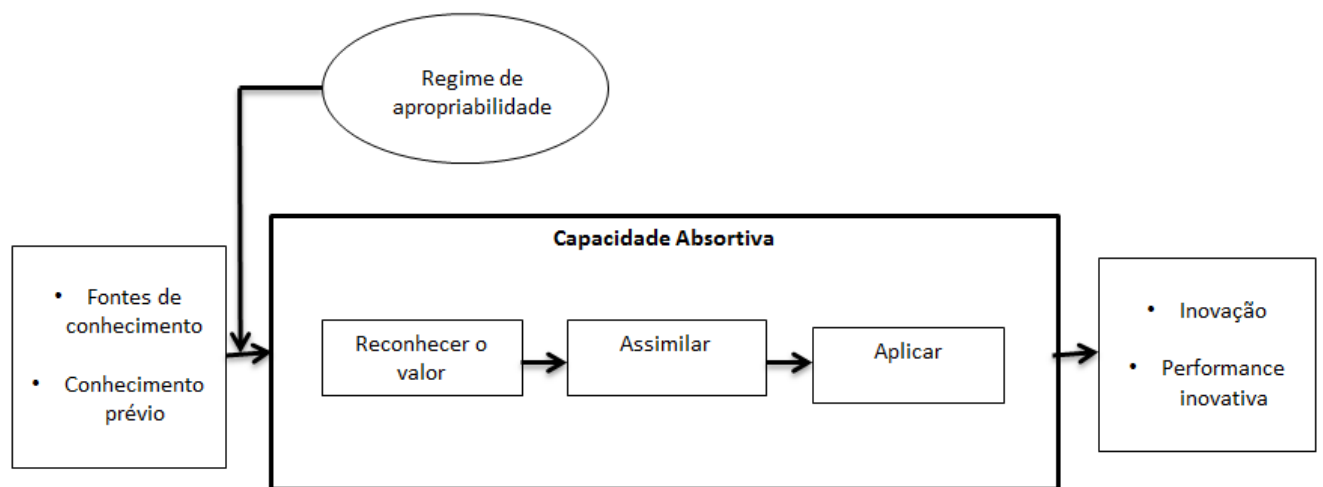 Regime de
apropriabilidade
Capacidade Absortiva
• Fontes de
conhecimento
• Conhecimento
prévio
Reconhecer o
valor
Assimilar
Aplicar
• Inovação
• Performance
inovativa